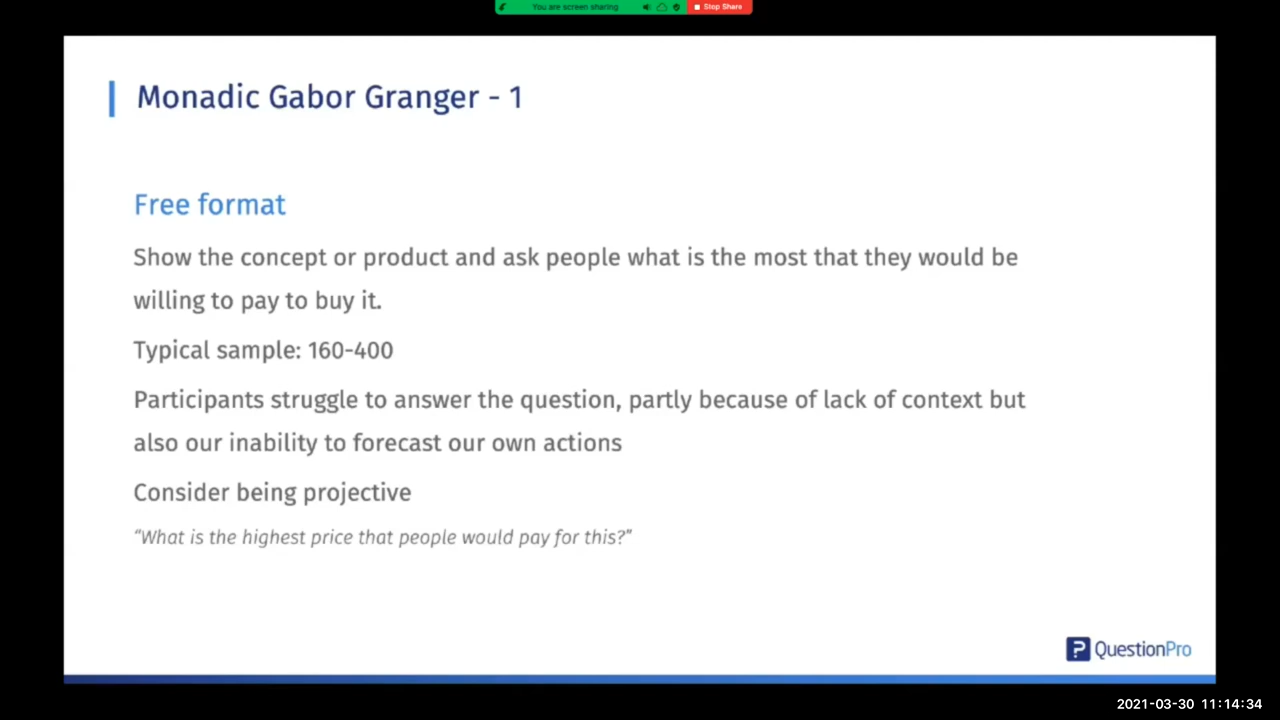 You are screen sharing
Stop Share
Monadic Gabor Granger - 1
Free format
Show the concept or product and ask people what is the most that they would be
willing to pay to buy it.
Typical sample: 160-400
Participants struggle to answer the question, partly because of lack of context but
also our inability to forecast our own actions
Consider being projective
“What is the highest price that people would pay for this?”
QuestionPro
2021-03-30 11:14:34